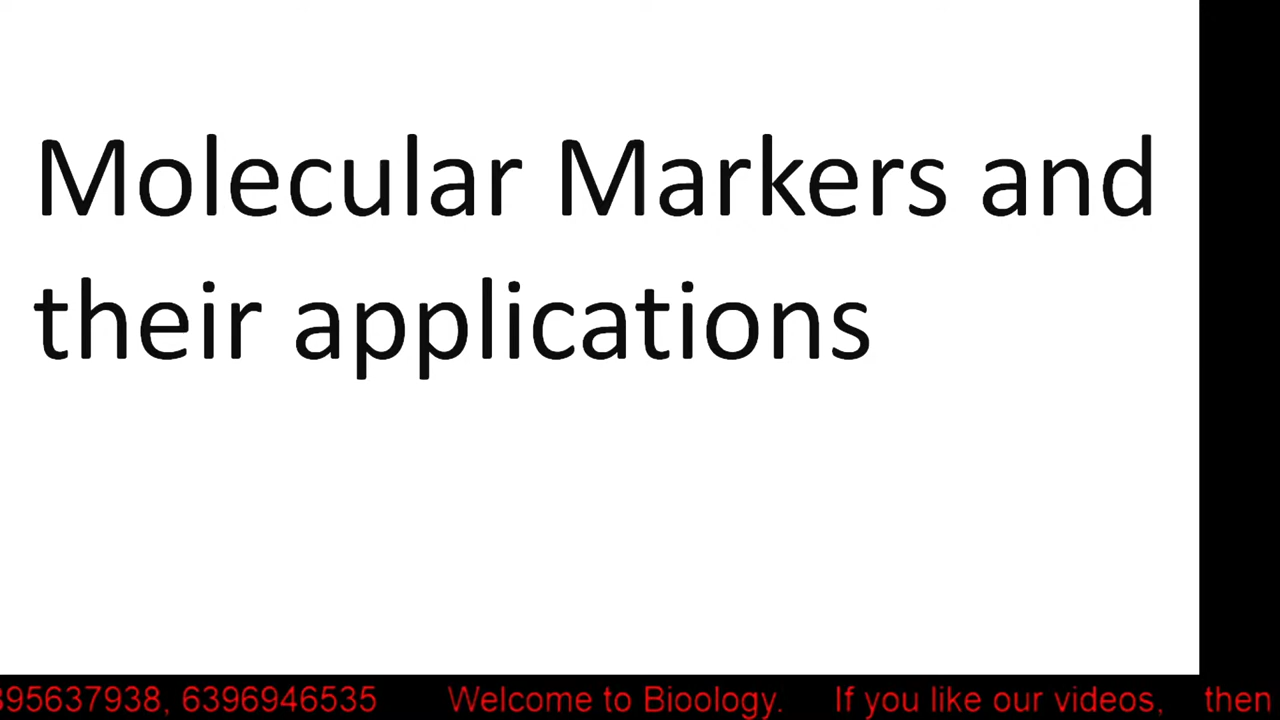 Molecular Markers and
their applications
395637938, 6396946535 Welcome to Bioology. If you like our videos, then